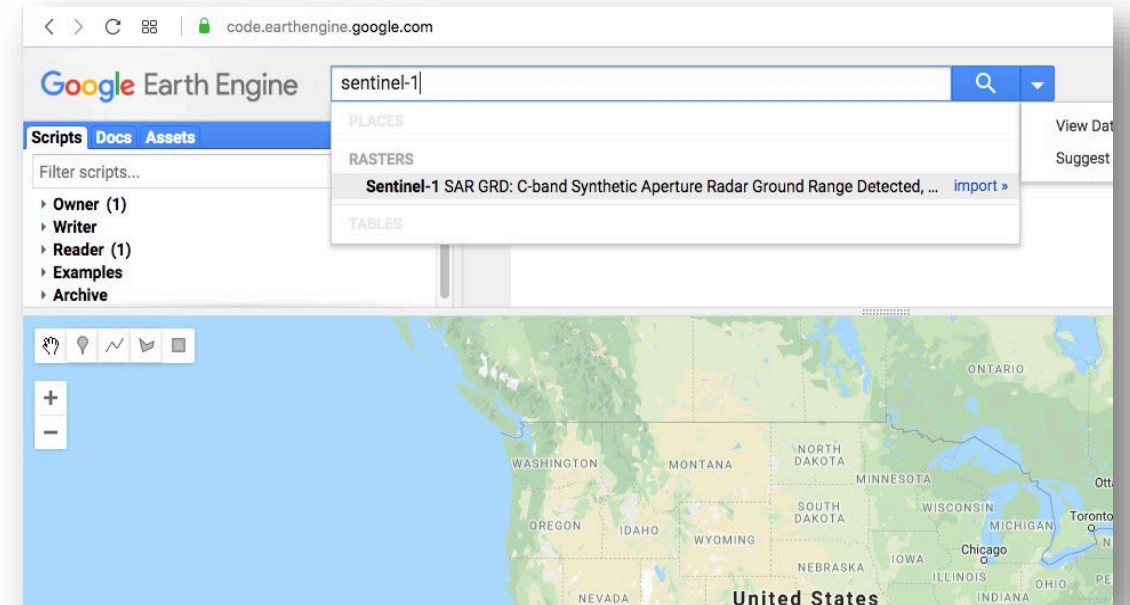 code.earthengine.google.com
Google Earth Engine
sentinel-1
PLACES
RASTERS
Sentinel-1 SAR GRD: C-band Synthetic Aperture Radar Ground Range Detected, ... import »
TABLES
View Dat
Suggest
Scripts Docs Assets
Filter scripts...
Owner (1)
Writer
Reader (1)
Examples
Archive
+
−
ONTARIO
WASHINGTON
MONTANA
NORTH
DAKOTA
MINNESOTA
Otta
SOUTH
DAKOTA
WISCONSIN
MICHIGAN
Toronto
OREGON
IDAHO
WYOMING
N
Chicago
IOWA
NEBRASKA
ILLINOIS
OHIO
PE
NEVADA
United States
INDIANA